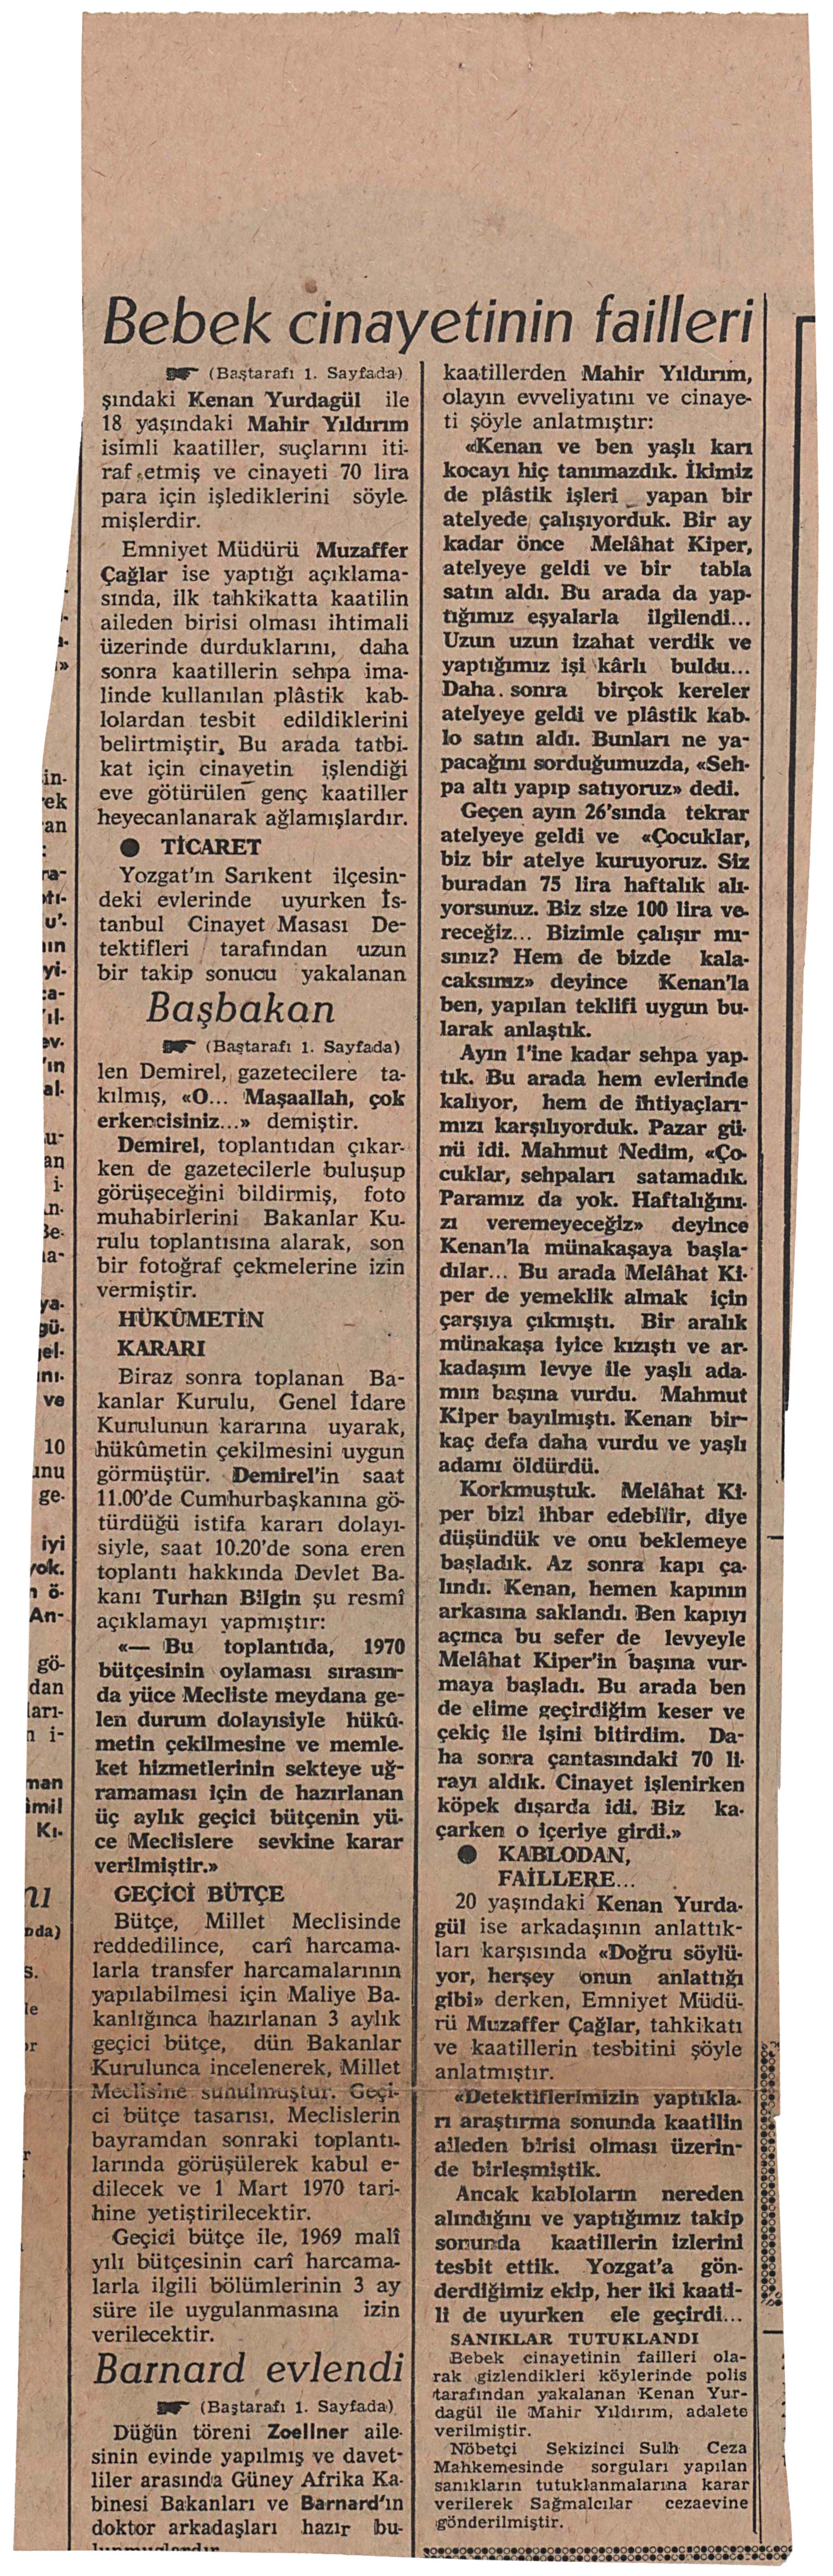 Bebek cinayetinin failleri
(Baştarafı 1. Sayfada)
şındaki Kenan Yurdagül ile
18 yaşındaki Mahir Yıldırım
isimli kaatiller, suçlarını iti-
raf etmiş ve cinayeti 70 lira
para için işlediklerini söyle-
mişlerdir.
Emniyet Müdürü Muzaffer
Çağlar ise yaptığı açıklama-
sında, ilk tahkikatta kaatilin
aileden birisi olması ihtimali
üzerinde durduklarını, daha
sonra kaatillerin sehpa ima-
linde kullanılan plâstik kab-
lolardan tesbit edildiklerini
belirtmiştir. Bu arada tatbi-
kat için cinayetin işlendiği
eve götürülen genç kaatiller
heyecanlanarak ağlamışlardır.
● TİCARET
Yozgat'ın Sarıkent ilçesin-
deki evlerinde uyurken İs-
tanbul Cinayet Masası De-
tektifleri tarafından uzun
bir takip sonucu yakalanan
kaatillerden Mahir Yıldırım,
olayın evveliyatını ve cinaye-
ti şöyle anlatmıştır:
«Kenan ve ben yaşlı karı
kocayı hiç tanımazdık. İkimiz
de plâstik işleri yapan bir
atelyede çalışıyorduk. Bir ay
kadar önce Melâhat Kiper,
atelyeye geldi ve bir tabla
satın aldı. Bu arada da yap-
tığımız eşyalarla ilgilendi...
Uzun uzun izahat verdik ve
yaptığımız işi kârlı buldu...
Daha sonra birçok kereler
atelyeye geldi ve plâstik kab-
lo satın aldı. Bunları ne ya-
pacağını sorduğumuzda, «Seh-
pa altı yapıp satıyoruz» dedi.
Geçen ayın 26'sında tekrar
atelyeye geldi ve «Çocuklar,
biz bir atelye kuruyoruz. Siz
buradan 75 lira haftalık alı-
yorsunuz. Biz size 100 lira ve-
receğiz... Bizimle çalışır mı-
sınız? Hem de bizde kala-
caksınız» deyince Kenan'la
ben, yapılan teklifi uygun bu-
larak anlaştık.
Ayın 1'ine kadar sehpa yap-
tık. Bu arada hem evlerinde
kalıyor, hem de ihtiyaçları-
mızı karşılıyorduk. Pazar gü-
nü idi. Mahmut Nedim, «Ço-
cuklar, sehpaları satamadık.
Paramız da yok. Haftalığını-
zı veremeyeceğiz» deyince
Kenan'la münakaşaya başla-
dılar... Bu arada Melâhat Ki-
per de yemeklik almak için
çarşıya çıkmıştı. Bir aralık
münakaşa iyice kızıştı ve ar-
kadaşım levye ile yaşlı ada-
mın başına vurdu. Mahmut
Kiper bayılmıştı. Kenan bir-
kaç defa daha vurdu ve yaşlı
adamı öldürdü.
Korkmuştuk. Melâhat Ki-
per bizi ihbar edebilir, diye
düşündük ve onu beklemeye
başladık. Az sonra kapı ça-
lındı. Kenan, hemen kapının
arkasına saklandı. Ben kapıyı
açınca bu sefer de levyeyle
Melâhat Kiper'in başına vur-
maya başladı. Bu arada ben
de elime geçirdiğim keser ve
çekiç ile işini bitirdim. Da-
ha sonra çantasındaki 70 li-
rayı aldık. Cinayet işlenirken
köpek dışarda idi. Biz ka-
çarken o içeriye girdi.»
● KABLODAN,
FAİLLERE...
20 yaşındaki Kenan Yurda-
gül ise arkadaşının anlattık-
ları karşısında «Doğru söylü-
yor, herşey onun anlattığı
gibi» derken, Emniyet Müdü-
rü Muzaffer Çağlar, tahkikatı
ve kaatillerin tesbitini şöyle
anlatmıştır.
«Detektiflerimizin yaptıkla-
rı araştırma sonunda kaatilin
aileden birisi olması üzerin-
de birleşmiştik.
Ancak kabloların nereden
alındığını ve yaptığımız takip
sonunda kaatillerin izlerini
tesbit ettik. Yozgat'a gön-
derdiğimiz ekip, her iki kaati-
li de uyurken ele geçirdi...
SANIKLAR TUTUKLANDI
Bebek cinayetinin failleri ola-
rak gizlendikleri köylerinde polis
tarafından yakalanan Kenan Yur-
dagül ile Mahir Yıldırım, adalete
verilmiştir.
Nöbetçi Sekizinci Sulh Ceza
Mahkemesinde sorguları yapılan
sanıkların tutuklanmalarına karar
verilerek Sağmalcılar cezaevine
gönderilmiştir.
Başbakan
(Baştarafı 1. Sayfada)
len Demirel, gazetecilere ta-
kılmış, «O... Maşaallah, çok
erkencisiniz...» demiştir.
Demirel, toplantıdan çıkar-
ken de gazetecilerle buluşup
görüşeceğini bildirmiş, foto
muhabirlerini Bakanlar Ku-
rulu toplantısına alarak, son
bir fotoğraf çekmelerine izin
vermiştir.
HÜKÛMETİN
KARARI
Biraz sonra toplanan Ba-
kanlar Kurulu, Genel İdare
Kurulunun kararına uyarak,
hükûmetin çekilmesini uygun
görmüştür. Demirel'in saat
11.00'de Cumhurbaşkanına gö-
türdüğü istifa kararı dolayı-
siyle, saat 10.20'de sona eren
toplantı hakkında Devlet Ba-
kanı Turhan Bilgin şu resmî
açıklamayı yapmıştır:
«— Bu toplantıda, 1970
bütçesinin oylaması sırasın-
da yüce Mecliste meydana ge-
len durum dolayısiyle hükû-
metin çekilmesine ve memle-
ket hizmetlerinin sekteye uğ-
ramaması için de hazırlanan
üç aylık geçici bütçenin yü-
ce Meclislere sevkine karar
verilmiştir.»
GEÇİCİ BÜTÇE
Bütçe, Millet Meclisinde
reddedilince, carî harcama-
larla transfer harcamalarının
yapılabilmesi için Maliye Ba-
kanlığınca hazırlanan 3 aylık
geçici bütçe, dün Bakanlar
Kurulunca incelenerek, Millet
Meclisine sunulmuştur. Geçi-
ci bütçe tasarısı, Meclislerin
bayramdan sonraki toplantı-
larında görüşülerek kabul e-
dilecek ve 1 Mart 1970 tari-
hine yetiştirilecektir.
Geçici bütçe ile, 1969 malî
yılı bütçesinin carî harcama-
larla ilgili bölümlerinin 3 ay
süre ile uygulanmasına izin
verilecektir.
Barnard evlendi
(Baştarafı 1. Sayfada)
Düğün töreni Zoellner aile-
sinin evinde yapılmış ve davet-
liler arasında Güney Afrika Ka-
binesi Bakanları ve Barnard'ın
doktor arkadaşları hazır bu-